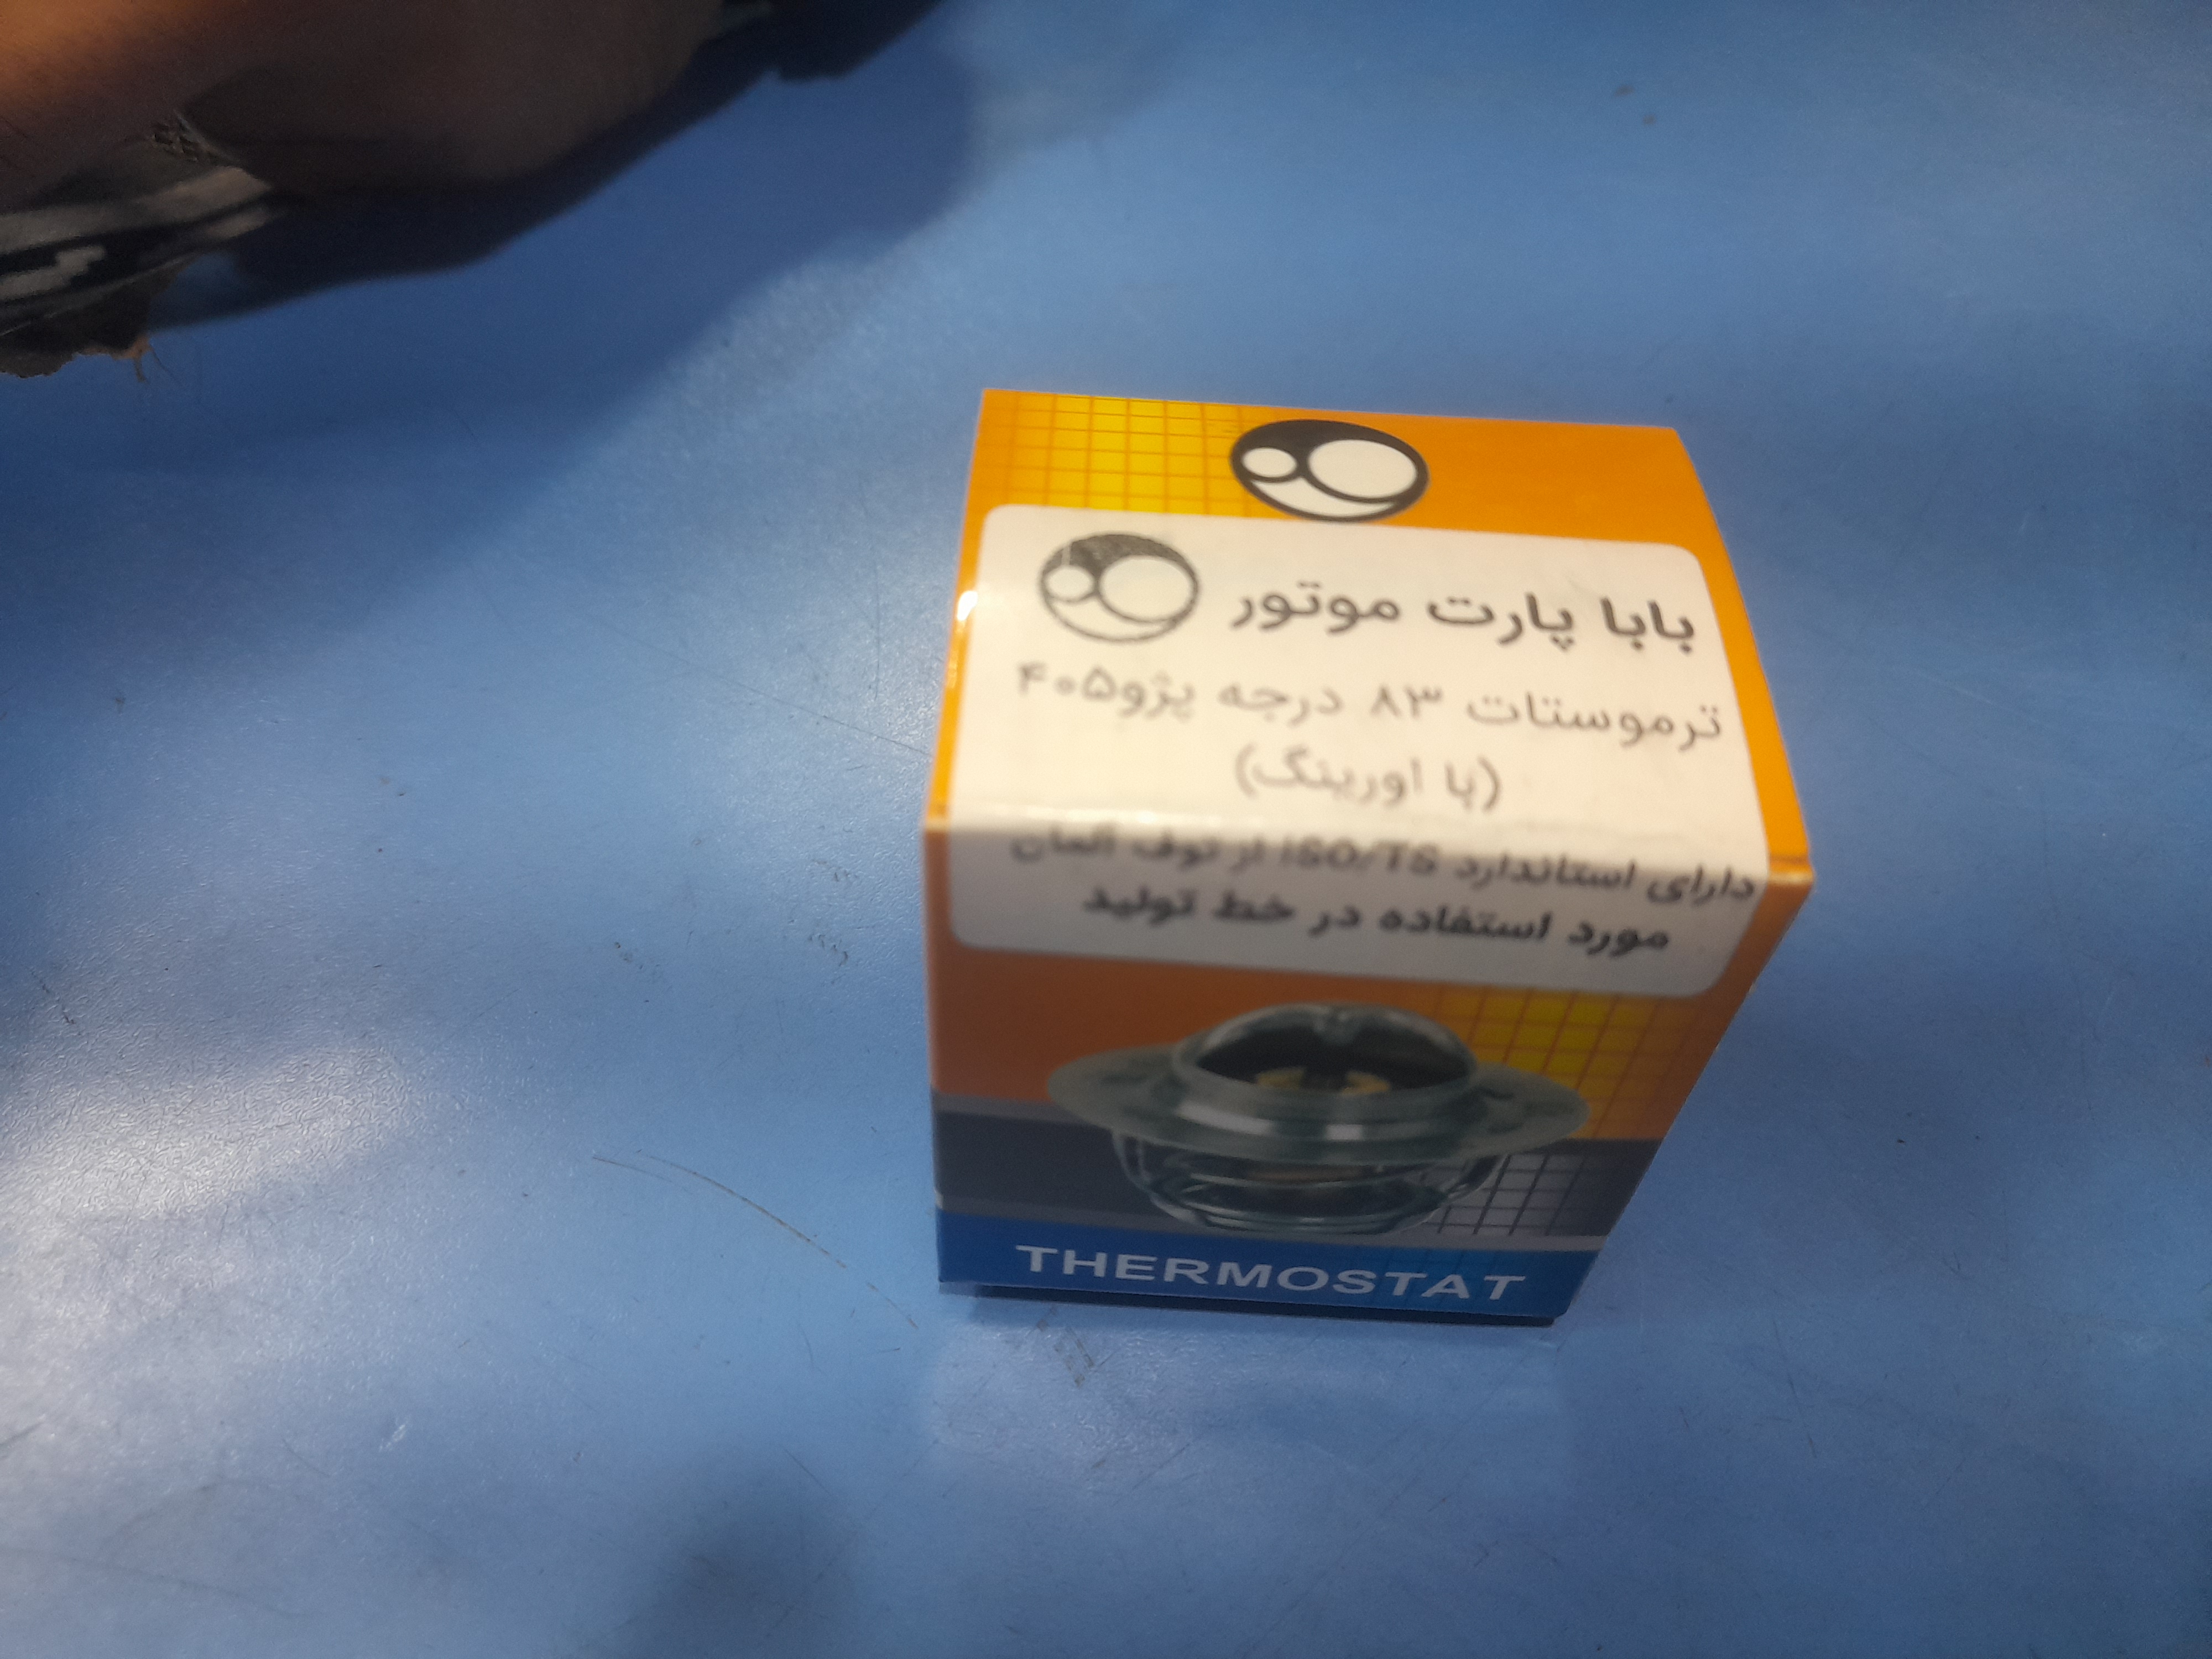 بابا پارت موتور
ترموستات ۸۳ درجه پژو۴۰۵
(با اورینگ)
دارای استاندارد ISO/TS از توف آلمان
مورد استفاده در خط تولید
THERMOSTAT